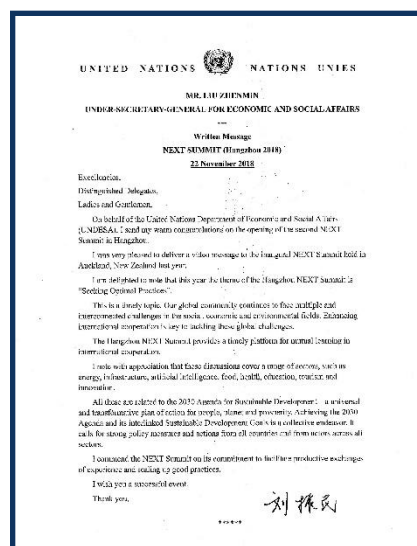 UNITED NATIONS NATIONS UNIES
MR. LIU ZHENMIN
UNDER-SECRETARY-GENERAL FOR ECONOMIC AND SOCIAL AFFAIRS
Written Message
NEXT SUMMIT (Hangzhou 2018)
22 November 2018
Excellencies,
Distinguished Delegates,
Ladies and Gentlemen,
On behalf of the United Nations Department of Economic and Social Affairs
(UNDESA), I send my warm congratulations on the opening of the second NEXT
Summit in Hangzhou.
I was very pleased to deliver a video message to the inaugural NEXT Summit held in
Auckland, New Zealand last year.
I am delighted to note that this year the theme of the Hangzhou NEXT Summit is
"Seeking Optimal Practices".
This is a timely topic. Our global community continues to face multiple and
interconnected challenges in the social, economic and environmental fields. Enhancing
international cooperation is key to tackling these global challenges.
The Hangzhou NEXT Summit provides a timely platform for mutual learning in
international cooperation.
I note with appreciation that these discussions cover a range of sectors, such as
energy, infrastructure, artificial intelligence, food, health, education, tourism and
innovation.
All these are related to the 2030 Agenda for Sustainable Development – a universal
and transformative plan of action for people, planet and prosperity. Achieving the 2030
Agenda and its interlinked Sustainable Development Goals is a collective endeavor. It
calls for strong policy measures and actions from all countries and from actors across all
sectors.
I commend the NEXT Summit on its commitment to facilitate productive exchanges
of experience and scaling up good practices.
I wish you a successful event.
Thank you,
刘振民